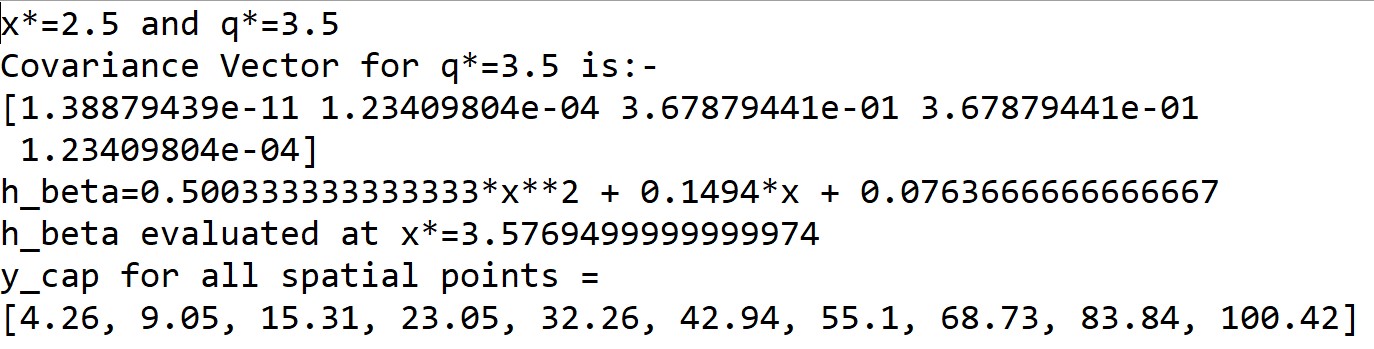 x*=2.5 and q*=3.5
Covariance Vector for q*=3.5 is:-
[1.38879439e-11 1.23409804e-04 3.67879441e-01 3.67879441e-01
1.23409804e-04]
h_beta=0.500333333333333*x**2 + 0.1494*x + 0.0763666666666667
h_beta evaluated at x*=3.5769499999999974
y_cap for all spatial points =
[4.26, 9.05, 15.31, 23.05, 32.26, 42.94, 55.1, 68.73, 83.84, 100.42]